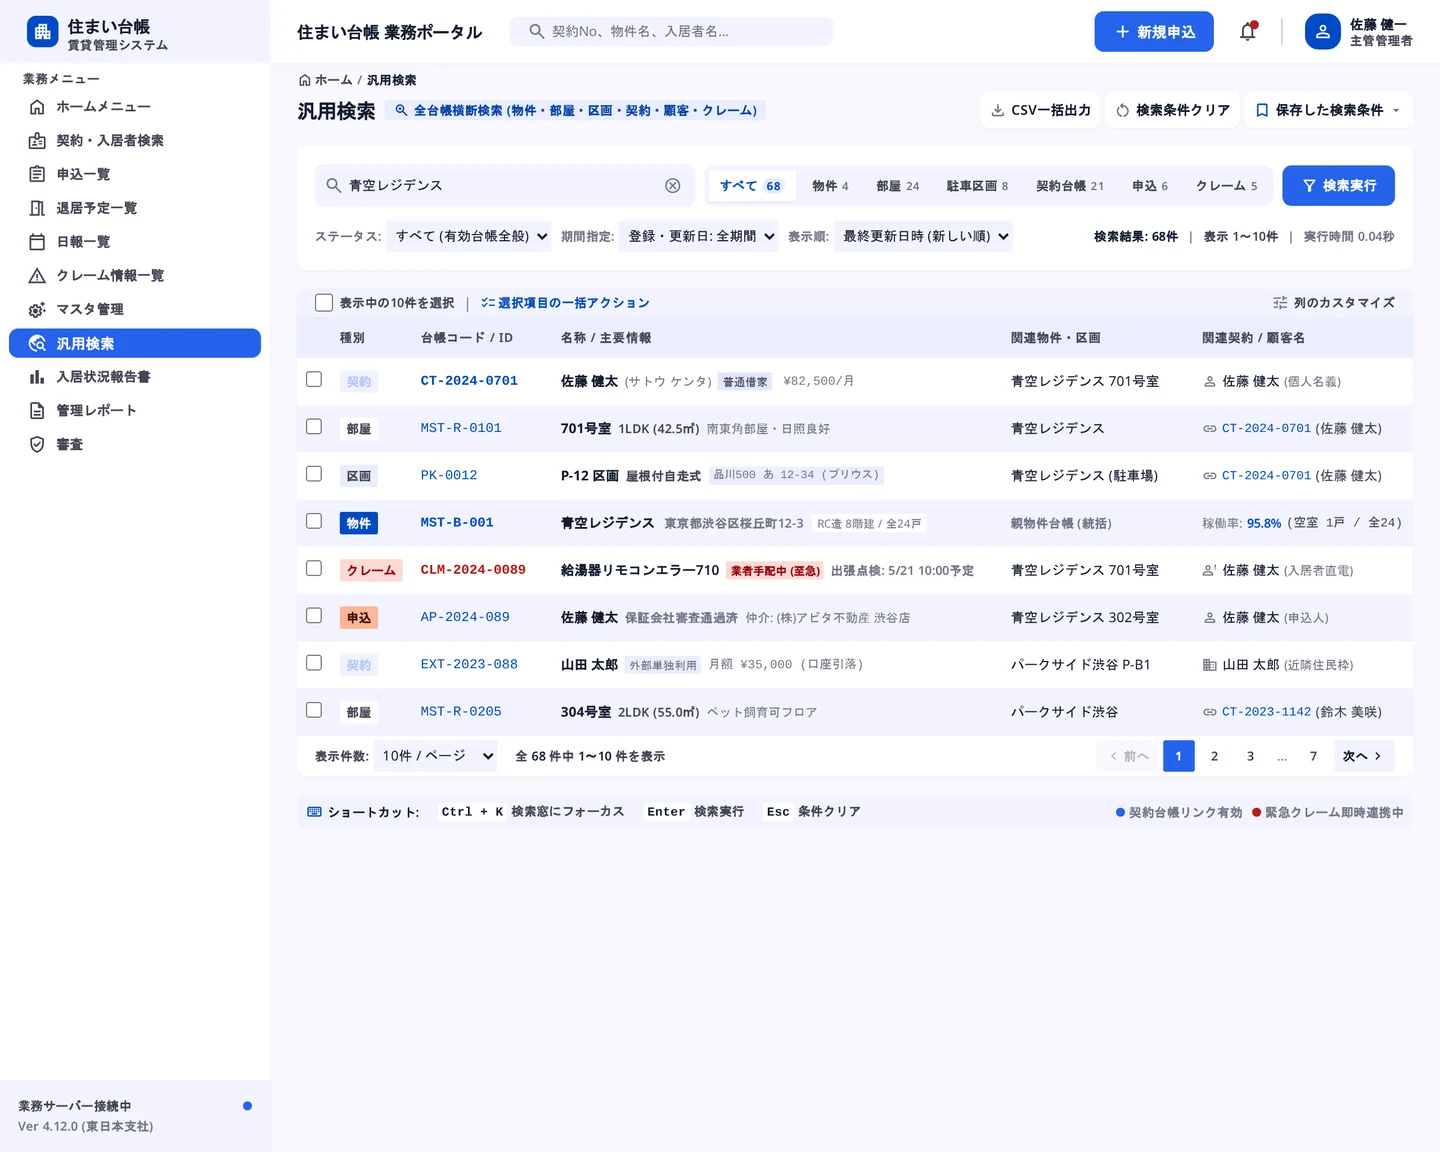 住まい台帳
賃貸管理システム
業務メニュー
ホームメニュー
契約・入居者検索
申込一覧
退居予定一覧
日報一覧
クレーム情報一覧
マスタ管理
汎用検索
入居状況報告書
管理レポート
審査
業務サーバー接続中
Ver 4.12.0 (東日本支社)
住まい台帳 業務ポータル
契約No、物件名、入居者名...
新規申込
佐藤 健一
主管管理者
ホーム / 汎用検索
汎用検索
全台帳横断検索 (物件・部屋・区画・契約・顧客・クレーム)
CSV一括出力
検索条件クリア
保存した検索条件
青空レジデンス
すべて 68
物件 4
部屋 24
駐車区画 8
契約台帳 21
申込 6
クレーム 5
検索実行
ステータス: すべて (有効台帳全般)
期間指定: 登録・更新日: 全期間
表示順: 最終更新日時 (新しい順)
検索結果: 68件 | 表示 1〜10件 | 実行時間 0.04秒
表示中の10件を選択 | 選択項目の一括アクション
列のカスタマイズ
種別 台帳コード / ID 名称 / 主要情報 関連物件・区画 関連契約 / 顧客名
契約 CT-2024-0701 佐藤 健太 (サトウ ケンタ) 普通借家 ¥82,500/月 青空レジデンス 701号室 佐藤 健太 (個人名義)
部屋 MST-R-0101 701号室 1LDK (42.5㎡) 南東角部屋・日照良好 青空レジデンス CT-2024-0701 (佐藤 健太)
区画 PK-0012 P-12 区画 屋根付自走式 品川500 あ 12-34 (プリウス) 青空レジデンス (駐車場) CT-2024-0701 (佐藤 健太)
物件 MST-B-001 青空レジデンス 東京都渋谷区桜丘町12-3 RC造 8階建 / 全24戸 親物件台帳 (統括) 稼働率: 95.8% (空室 1戸 / 全24)
クレーム CLM-2024-0089 給湯器リモコンエラー710 業者手配中 (至急) 出張点検: 5/21 10:00予定 青空レジデンス 701号室 佐藤 健太 (入居者直電)
申込 AP-2024-089 佐藤 健太 保証会社審査通過済 仲介: (株)アビタ不動産 渋谷店 青空レジデンス 302号室 佐藤 健太 (申込人)
契約 EXT-2023-088 山田 太郎 外部単独利用 月額 ¥35,000 (口座引落) パークサイド渋谷 P-B1 山田 太郎 (近隣住民枠)
部屋 MST-R-0205 304号室 2LDK (55.0㎡) ペット飼育可フロア パークサイド渋谷 CT-2023-1142 (鈴木 美咲)
表示件数: 10件 / ページ 全 68 件中 1〜10 件を表示
前へ 1 2 3 ... 7 次へ
ショートカット: Ctrl + K 検索窓にフォーカス Enter 検索実行 Esc 条件クリア
契約台帳リンク有効 緊急クレーム即時連携中